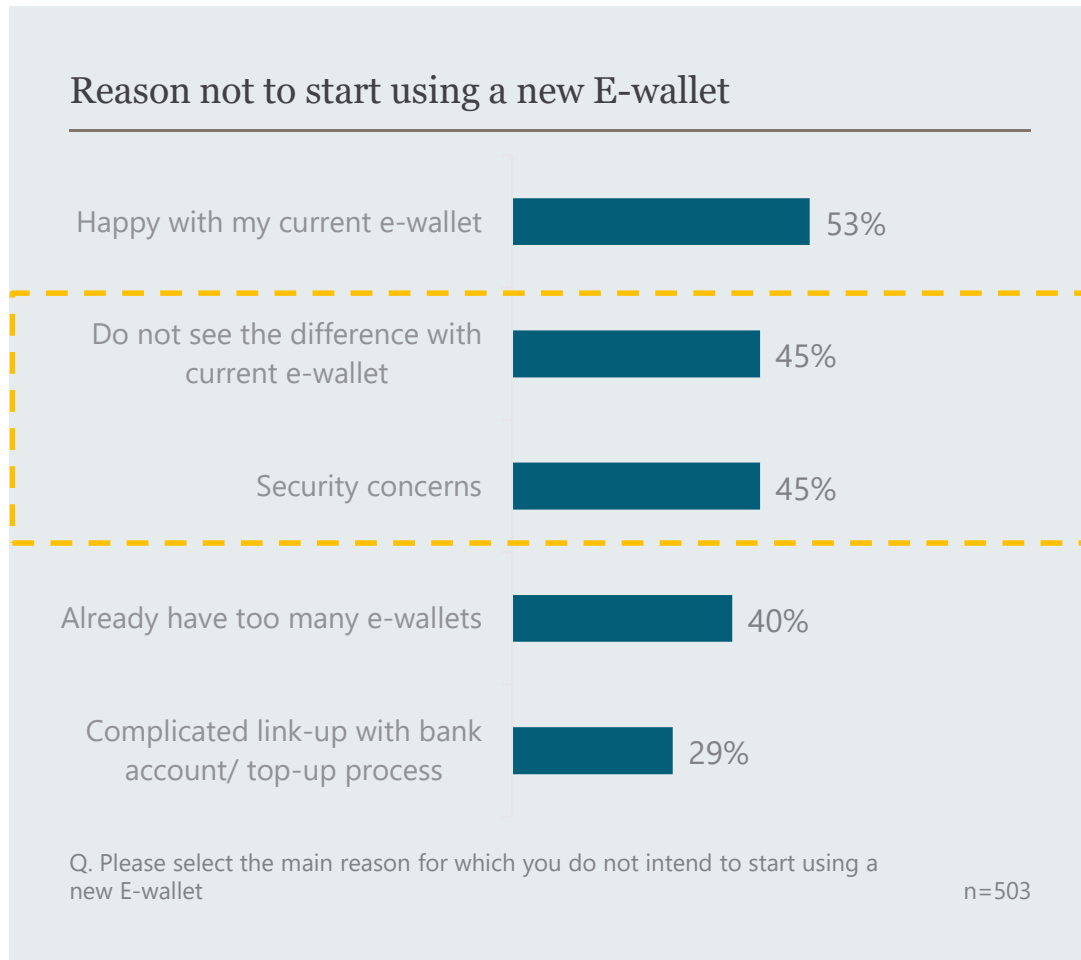 Reason not to start using a new E-wallet
Happy with my current e-wallet
53%
Do not see the difference with
current e-wallet
45%
Security concerns
45%
Already have too many e-wallets
40%
Complicated link-up with bank
account/ top-up process
29%
Q. Please select the main reason for which you do not intend to start using a
new E-wallet
n=503